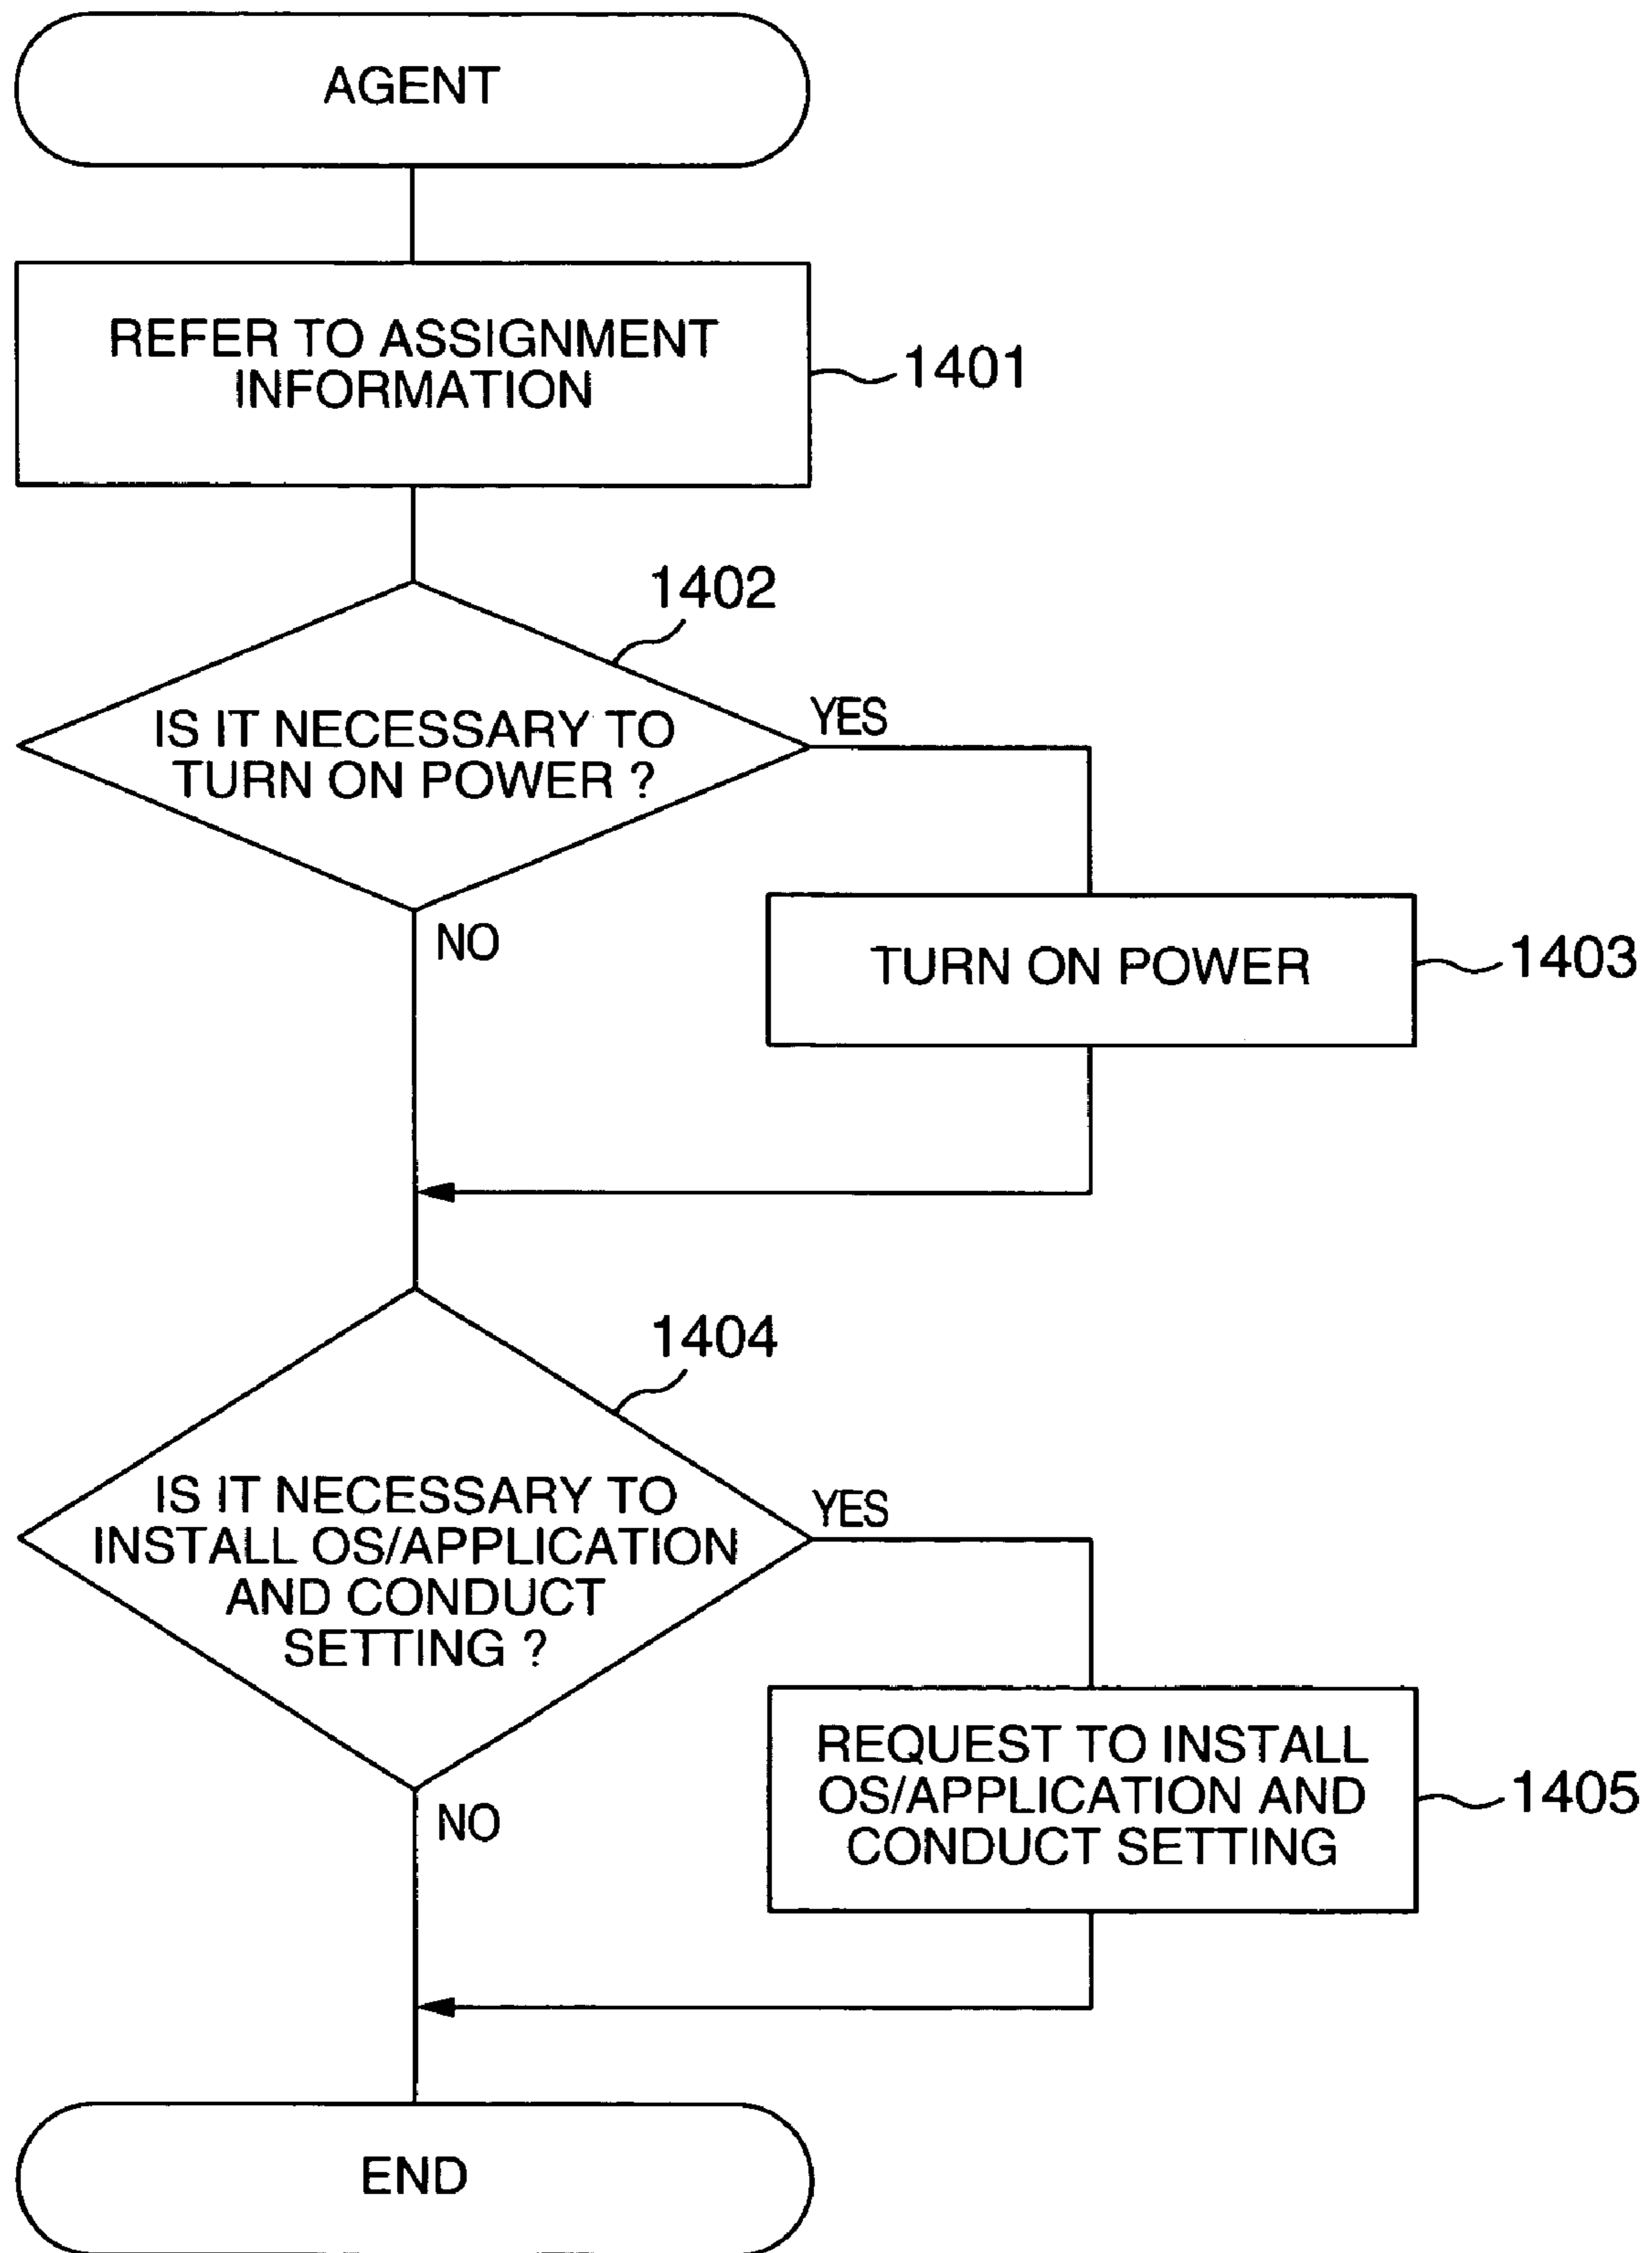 AGENT
REFER TO ASSIGNMENT
INFORMATION
1401
1402
IS IT NECESSARY TO
TURN ON POWER ?
YES
NO
TURN ON POWER
1403
1404
IS IT NECESSARY TO
INSTALL OS/APPLICATION
AND CONDUCT
SETTING ?
YES
NO
REQUEST TO INSTALL
OS/APPLICATION AND
CONDUCT SETTING
1405
END